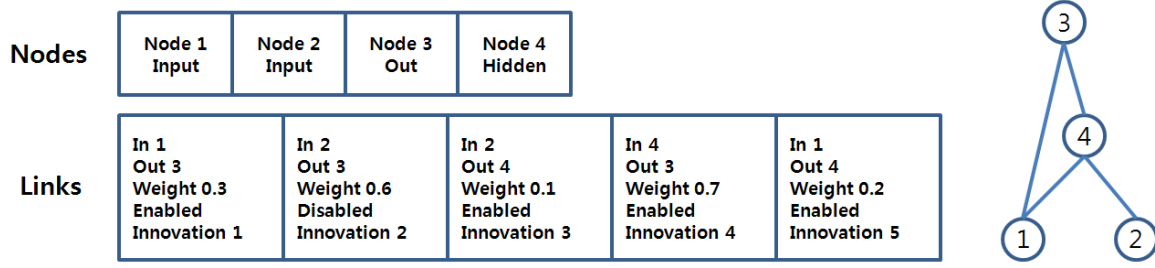 Nodes
Node 1
Input
Node 2
Input
Node 3
Out
Node 4
Hidden
Links
In 1
Out 3
Weight 0.3
Enabled
Innovation 1
In 2
Out 3
Weight 0.6
Disabled
Innovation 2
In 2
Out 4
Weight 0.1
Enabled
Innovation 3
In 4
Out 3
Weight 0.7
Enabled
Innovation 4
In 1
Out 4
Weight 0.2
Enabled
Innovation 5
3
4
1
2